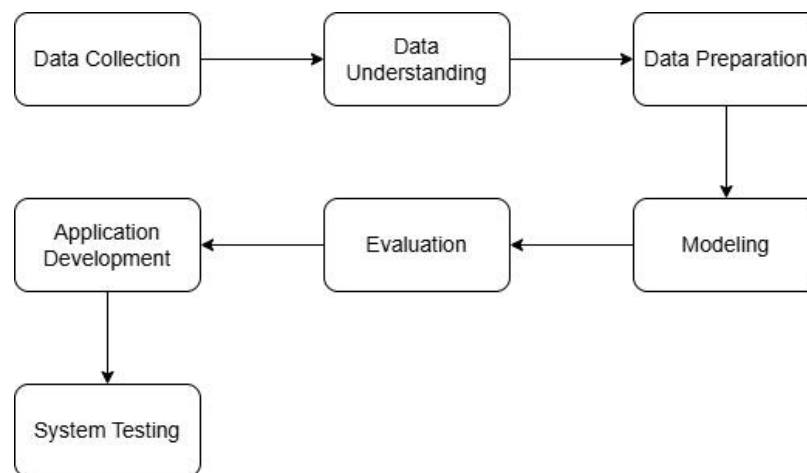 Data Collection
Data
Understanding
Data Preparation
Modeling
Evaluation
Application
Development
System Testing